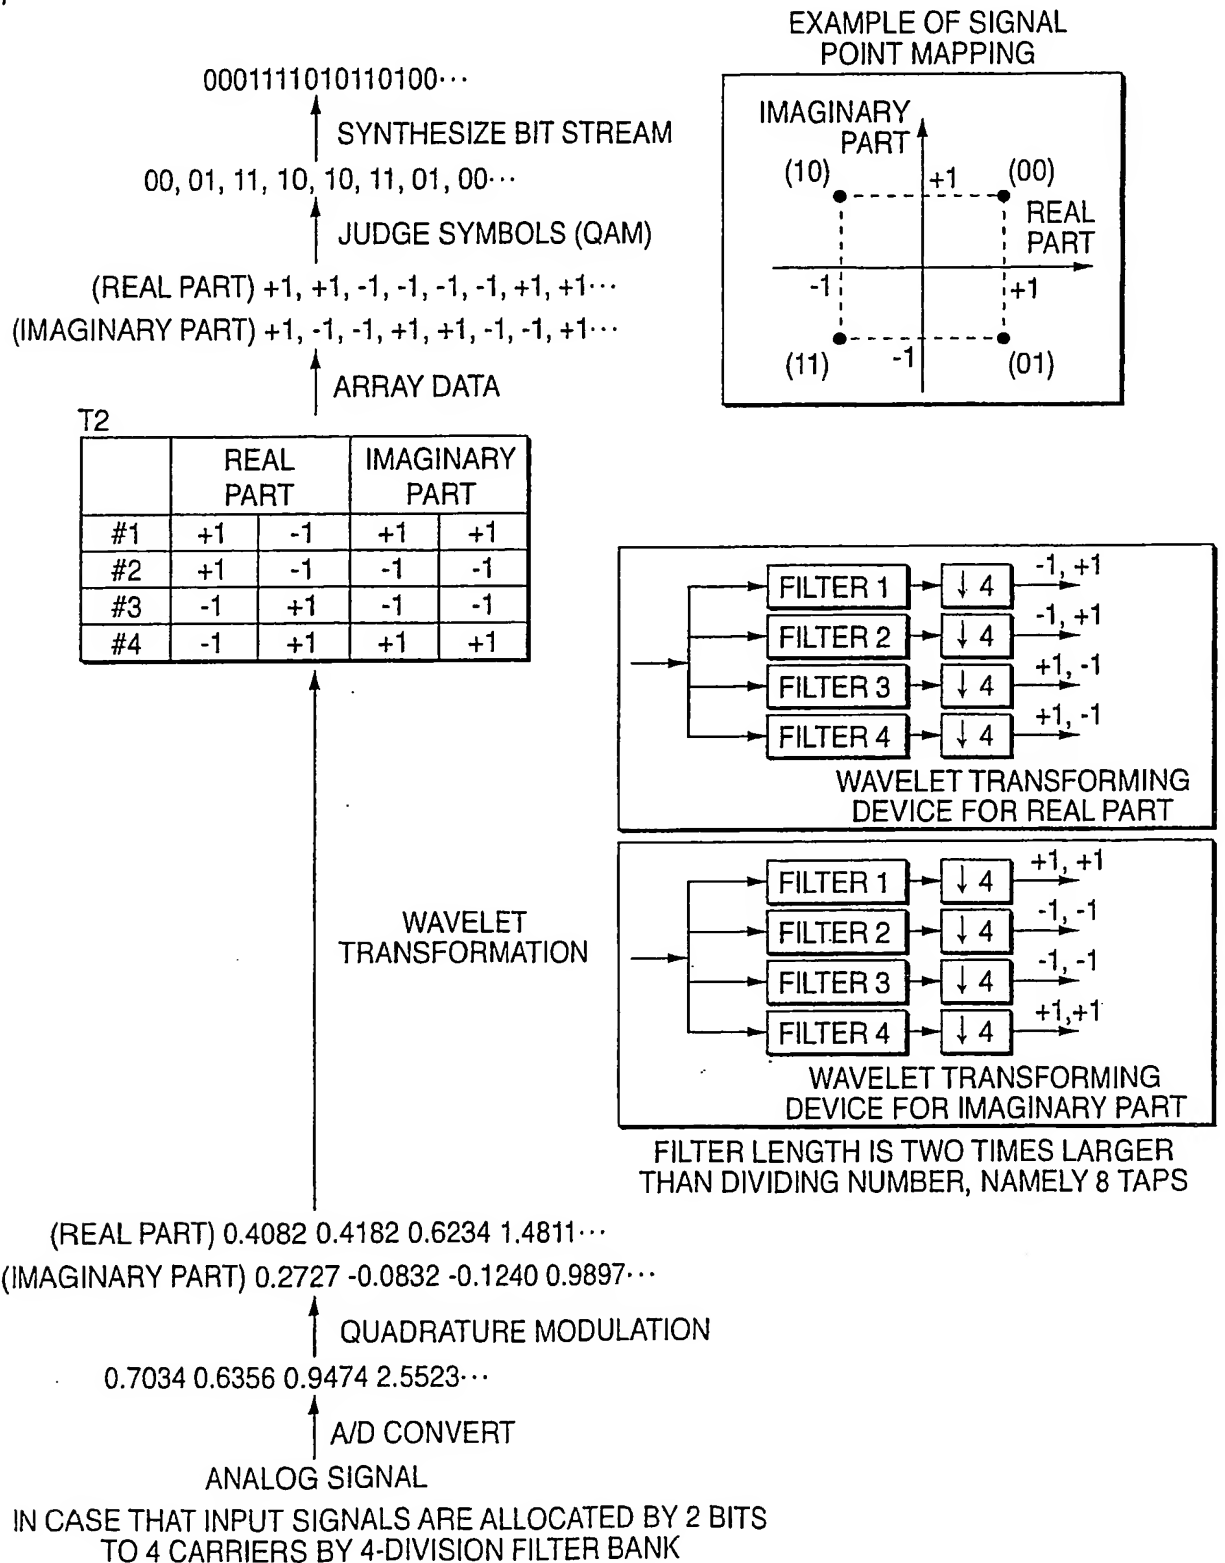 EXAMPLE OF SIGNAL
POINT MAPPING
0001111010110100···
SYNTHESIZE BIT STREAM
00, 01, 11, 10, 10, 11, 01, 00···
JUDGE SYMBOLS (QAM)
(REAL PART) +1, +1, -1, -1, -1, -1, +1, +1···
(IMAGINARY PART) +1, -1, -1, +1, +1, -1, -1, +1···
ARRAY DATA
IMAGINARY
PART
(10)
+1
(00)
REAL
PART
-1
+1
(11)
-1
(01)
T2
REAL
PART
IMAGINARY
PART
#1 +1 -1 +1 +1
#2 +1 -1 -1 -1
#3 -1 +1 -1 -1
#4 -1 +1 +1 +1
FILTER 1 ↓ 4 -1, +1
FILTER 2 ↓ 4 -1, +1
FILTER 3 ↓ 4 +1, -1
FILTER 4 ↓ 4 +1, -1
WAVELET TRANSFORMING
DEVICE FOR REAL PART
FILTER 1 ↓ 4 +1, +1
FILTER 2 ↓ 4 -1, -1
FILTER 3 ↓ 4 -1, -1
FILTER 4 ↓ 4 +1,+1
WAVELET TRANSFORMING
DEVICE FOR IMAGINARY PART
FILTER LENGTH IS TWO TIMES LARGER
THAN DIVIDING NUMBER, NAMELY 8 TAPS
WAVELET
TRANSFORMATION
(REAL PART) 0.4082 0.4182 0.6234 1.4811···
(IMAGINARY PART) 0.2727 -0.0832 -0.1240 0.9897···
QUADRATURE MODULATION
0.7034 0.6356 0.9474 2.5523···
A/D CONVERT
ANALOG SIGNAL
IN CASE THAT INPUT SIGNALS ARE ALLOCATED BY 2 BITS
TO 4 CARRIERS BY 4-DIVISION FILTER BANK